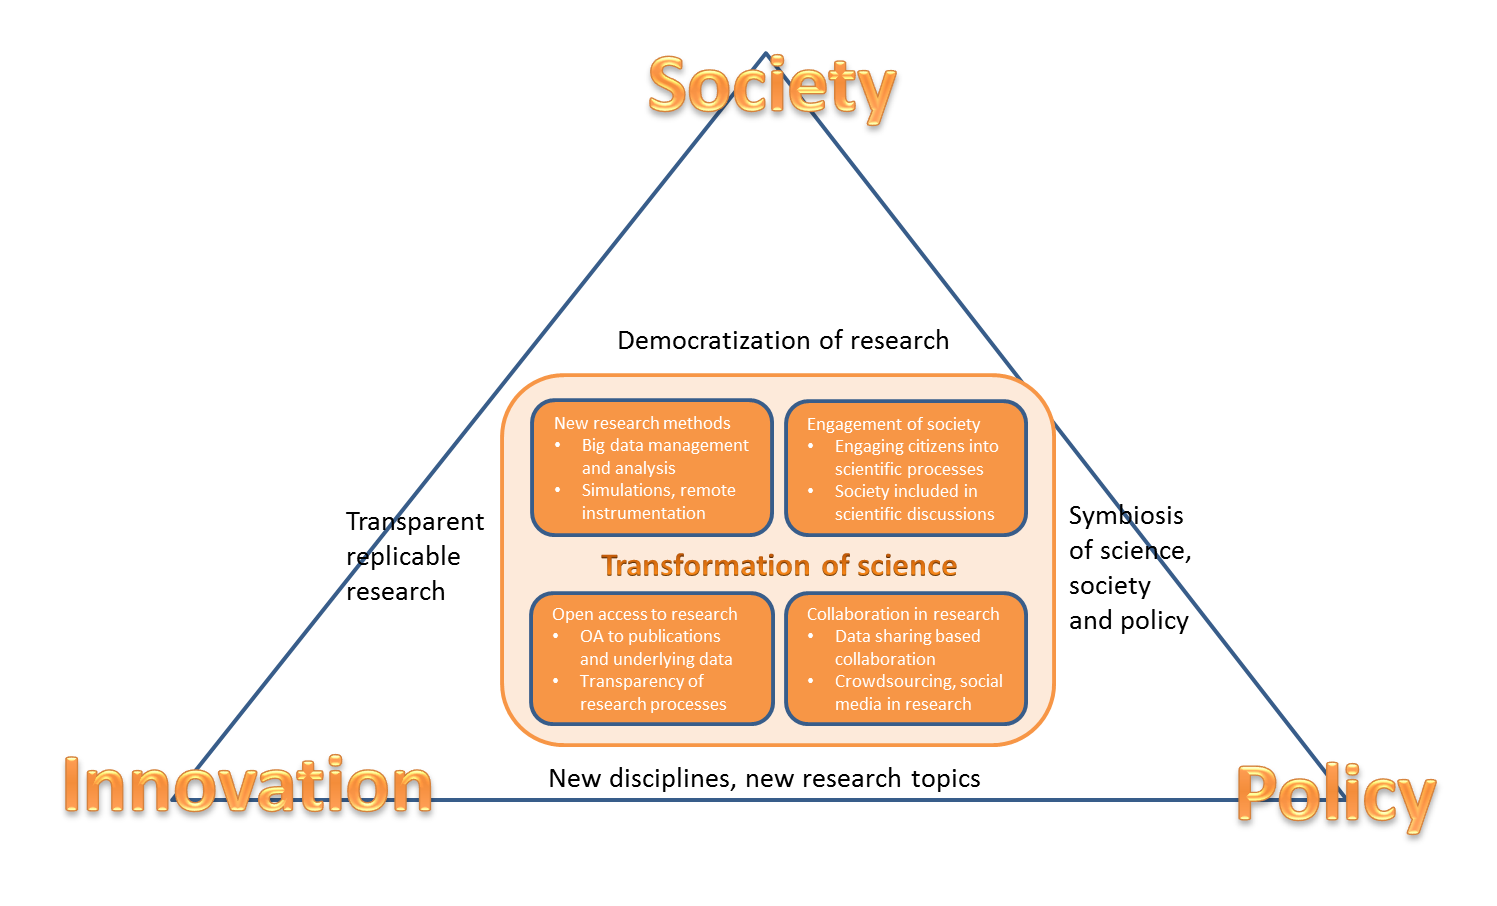 Society
Democratization of research
New research methods
• Big data management
and analysis
• Simulations, remote
instrumentation
Engagement of society
• Engaging citizens into
scientific processes
• Society included in
scientific discussions
Transparent
replicable
research
Symbiosis
of science,
society
and policy
Transformation of science
Open access to research
• OA to publications
and underlying data
• Transparency of
research processes
Collaboration in research
• Data sharing based
collaboration
• Crowdsourcing, social
media in research
Innovation
New disciplines, new research topics
Policy